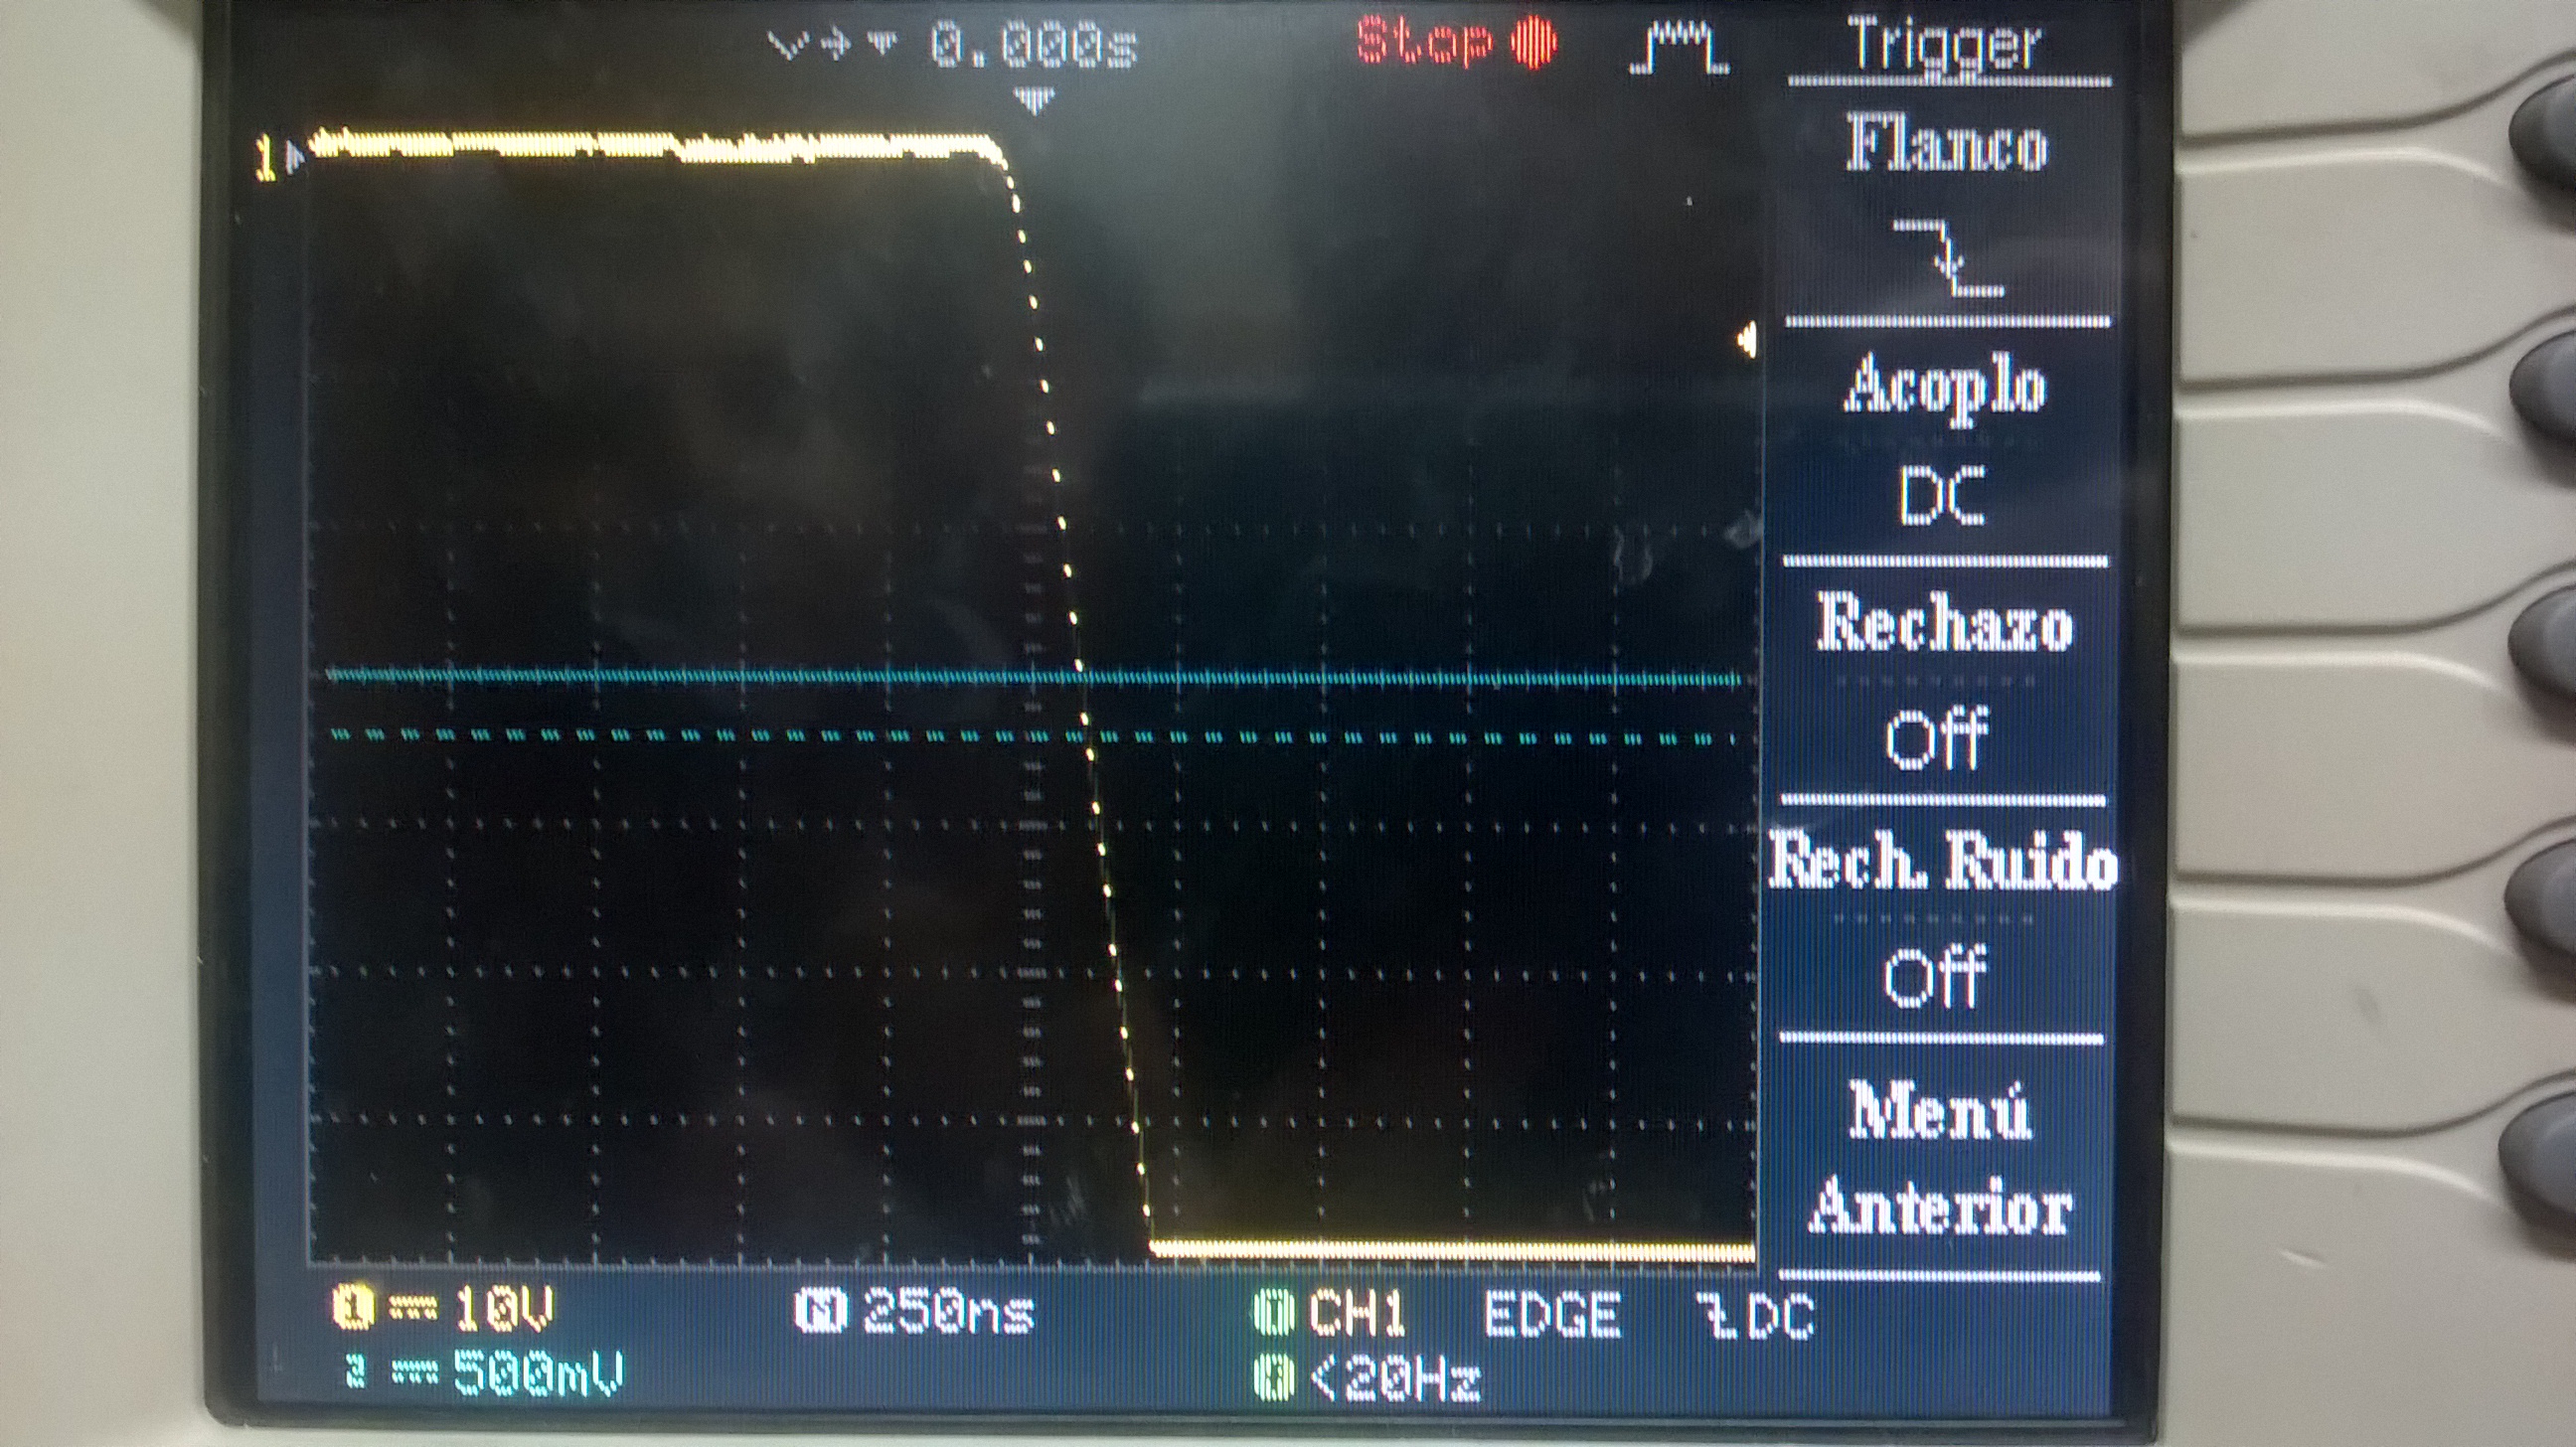 0.000s Stop
Trigger
1
Flanco
Acoplo
DC
Rechazo
Off
Rech. Ruido
Off
Menú
Anterior
1 10V M 250ns CH1 EDGE DC
2 500mV <20Hz